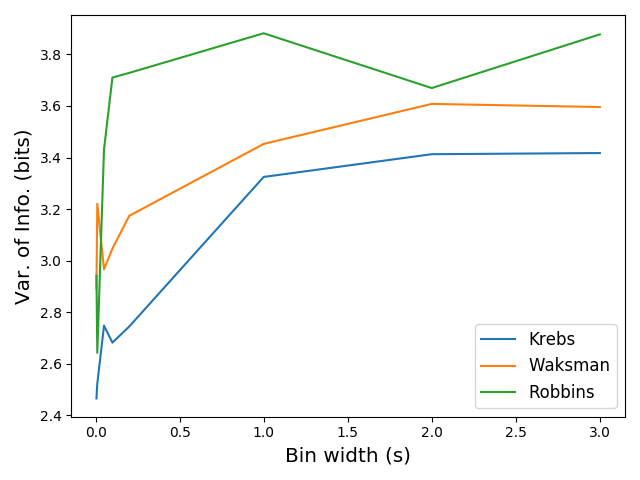 3.8
3.6
3.4
3.2
3.0
2.8
2.6
2.4
Var. of Info. (bits)
0.0 0.5 1.0 1.5 2.0 2.5 3.0
Bin width (s)
Krebs
Waksman
Robbins